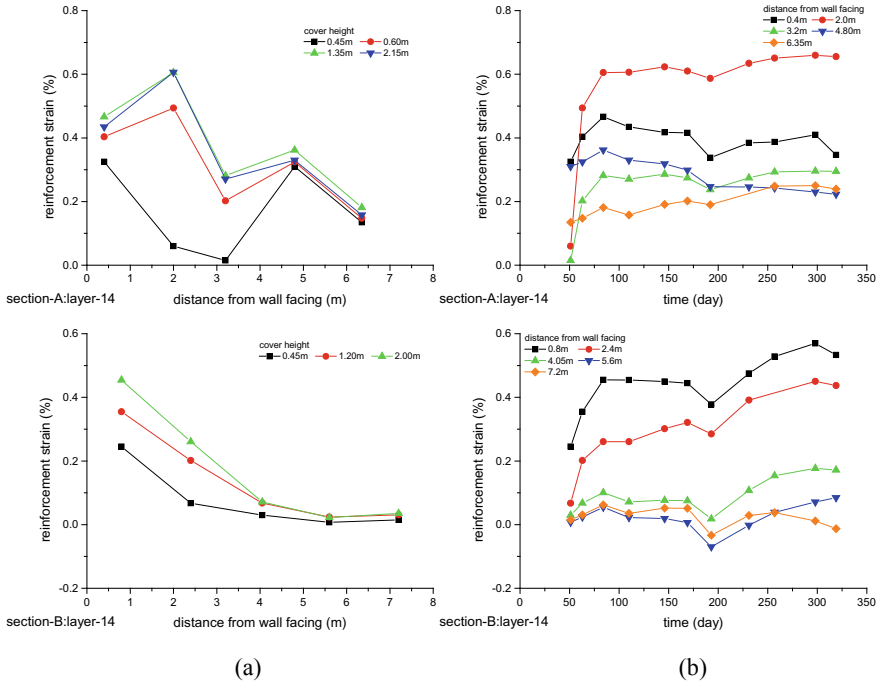 cover height
0.45m 0.60m
1.35m 2.15m
0.8
0.6
0.4
0.2
0.0
reinforcement strain (%)
0 1 2 3 4 5 6 7 8
section-A:layer-14 distance from wall facing (m)
distance from wall facing
0.4m 2.0m
3.2m 4.80m
6.35m
0.8
0.6
0.4
0.2
0.0
reinforcement strain (%)
0 50 100 150 200 250 300 350
section-A:layer-14 time (day)
cover height
0.45m 1.20m 2.00m
0.6
0.4
0.2
0.0
-0.2
reinforcement strain (%)
0 1 2 3 4 5 6 7 8
section-B:layer-14 distance from wall facing (m)
distance from wall facing
0.8m 2.4m
4.05m 5.6m
7.2m
0.6
0.4
0.2
0.0
-0.2
reinforcement strain (%)
0 50 100 150 200 250 300 350
section-B:layer-14 time (day)
(a) (b)